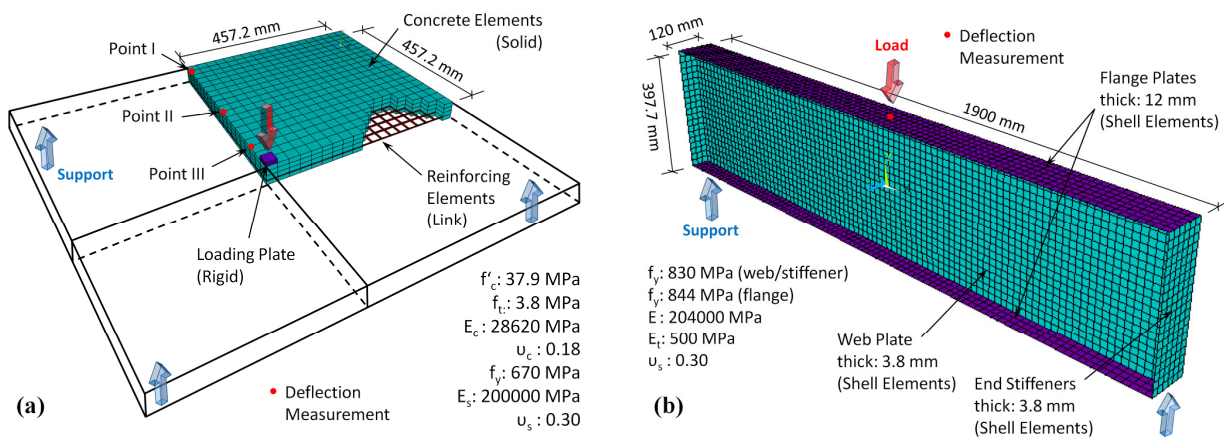 457.2 mm
Concrete Elements
(Solid)
457.2 mm
Point I
Point II
Point III
Support
Reinforcing
Elements
(Link)
Loading Plate
(Rigid)
f'c: 37.9 MPa
ft: : 3.8 MPa
Ec : 28620 MPa
υc : 0.18
fy : 670 MPa
Es : 200000 MPa
υs : 0.30
Deflection
Measurement
(a)
120 mm
397.7 mm
Load
Deflection
Measurement
1900 mm
Flange Plates
thick: 12 mm
(Shell Elements)
Support
fy: 830 MPa (web/stiffener)
fy: 844 MPa (flange)
E : 204000 MPa
Et : 500 MPa
υs : 0.30
Web Plate
thick: 3.8 mm
(Shell Elements)
End Stiffeners
thick: 3.8 mm
(Shell Elements)
(b)